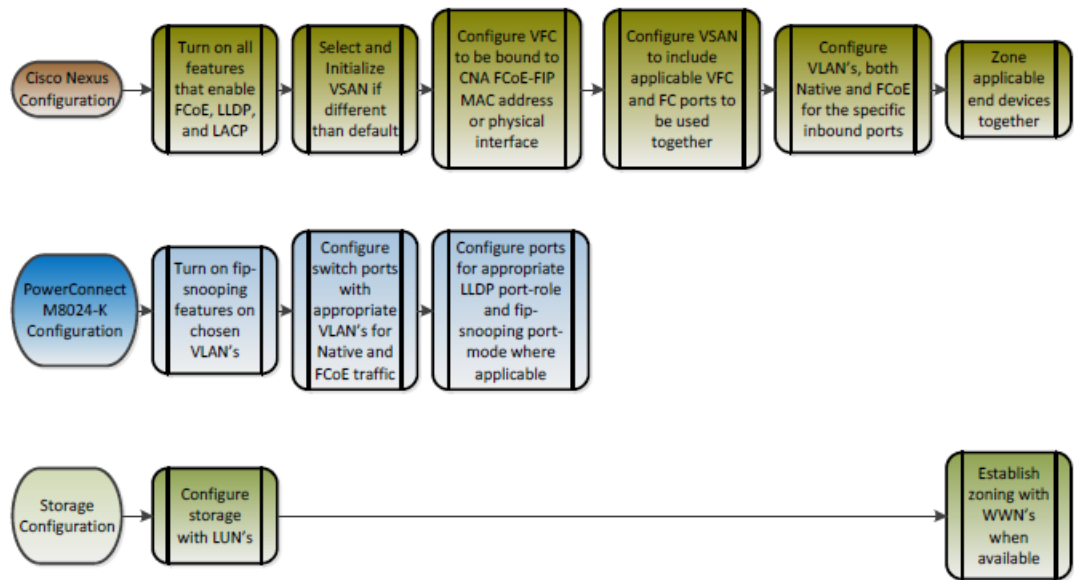 Cisco Nexus
Configuration
Turn on all
features
that enable
FCoE, LLDP,
and LACP
Select and
Initialize
VSAN if
different
than default
Configure VFC
to be bound to
CNA FCoE-FIP
MAC address
or physical
interface
Configure VSAN
to include
applicable VFC
and FC ports to
be used
together
Configure
VLAN's, both
Native and FCoE
for the specific
inbound ports
Zone
applicable
end devices
together
PowerConnect
M8024-K
Configuration
Turn on fip-
snooping
features on
chosen
VLAN's
Configure
switch ports
with
appropriate
VLAN's for
Native and
FCoE traffic
Configure ports
for appropriate
LLDP port-role
and fip-
snooping port-
mode where
applicable
Storage
Configuration
Configure
storage
with LUN's
Establish
zoning with
WWN's
when
available